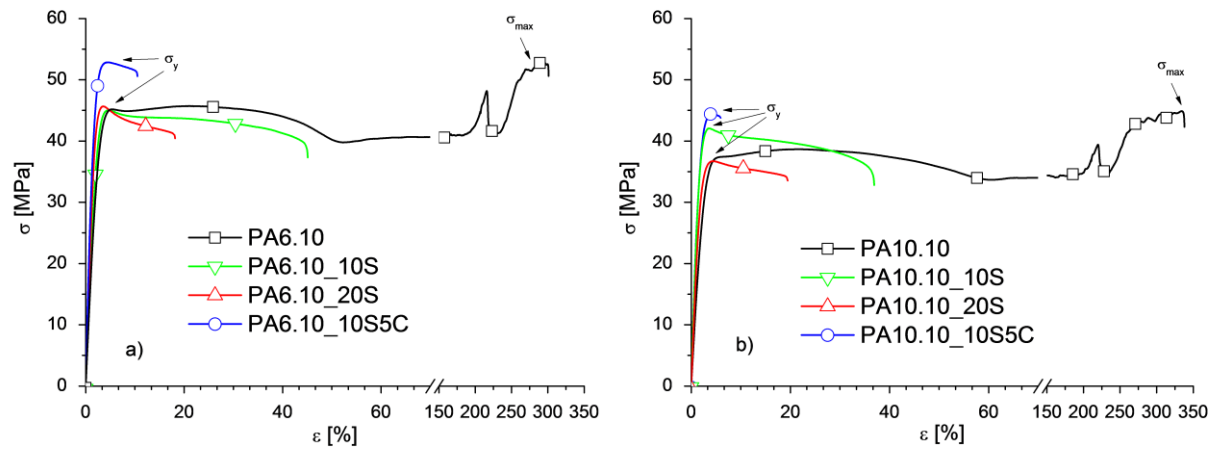 σmax
σy
σ [MPa]
60
50
40
30
20
10
0
PA6.10
PA6.10_10S
PA6.10_20S
PA6.10_10S5C
a)
0 20 40 60 150 200 250 300 350
ε [%]
σmax
σy
σ [MPa]
60
50
40
30
20
10
0
PA10.10
PA10.10_10S
PA10.10_20S
PA10.10_10S5C
b)
0 20 40 60 150 200 250 300 350
ε [%]